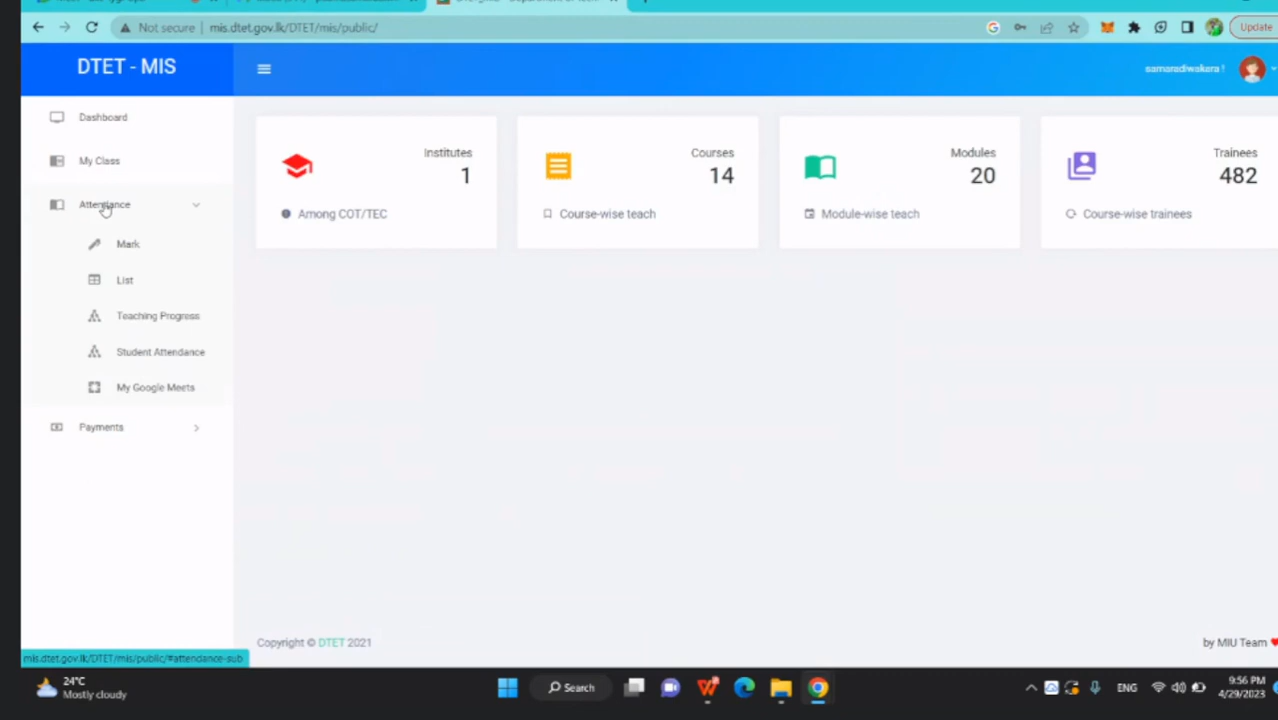 Not secure mis.dtet.gov.lk/DTET/mis/public/
Update
DTET - MIS
samaradiwakara !
Dashboard
My Class
Attendance
Mark
List
Teaching Progress
Student Attendance
My Google Meets
Payments
Institutes
1
Among COT/TEC
Courses
14
Course-wise teach
Modules
20
Module-wise teach
Trainees
482
Course-wise trainees
Copyright © DTET 2021
by MIU Team
mis.dtet.gov.lk/DTET/mis/public/#attendance-sub
24°C
Mostly cloudy
Search
ENG
9:56 PM
4/29/2023